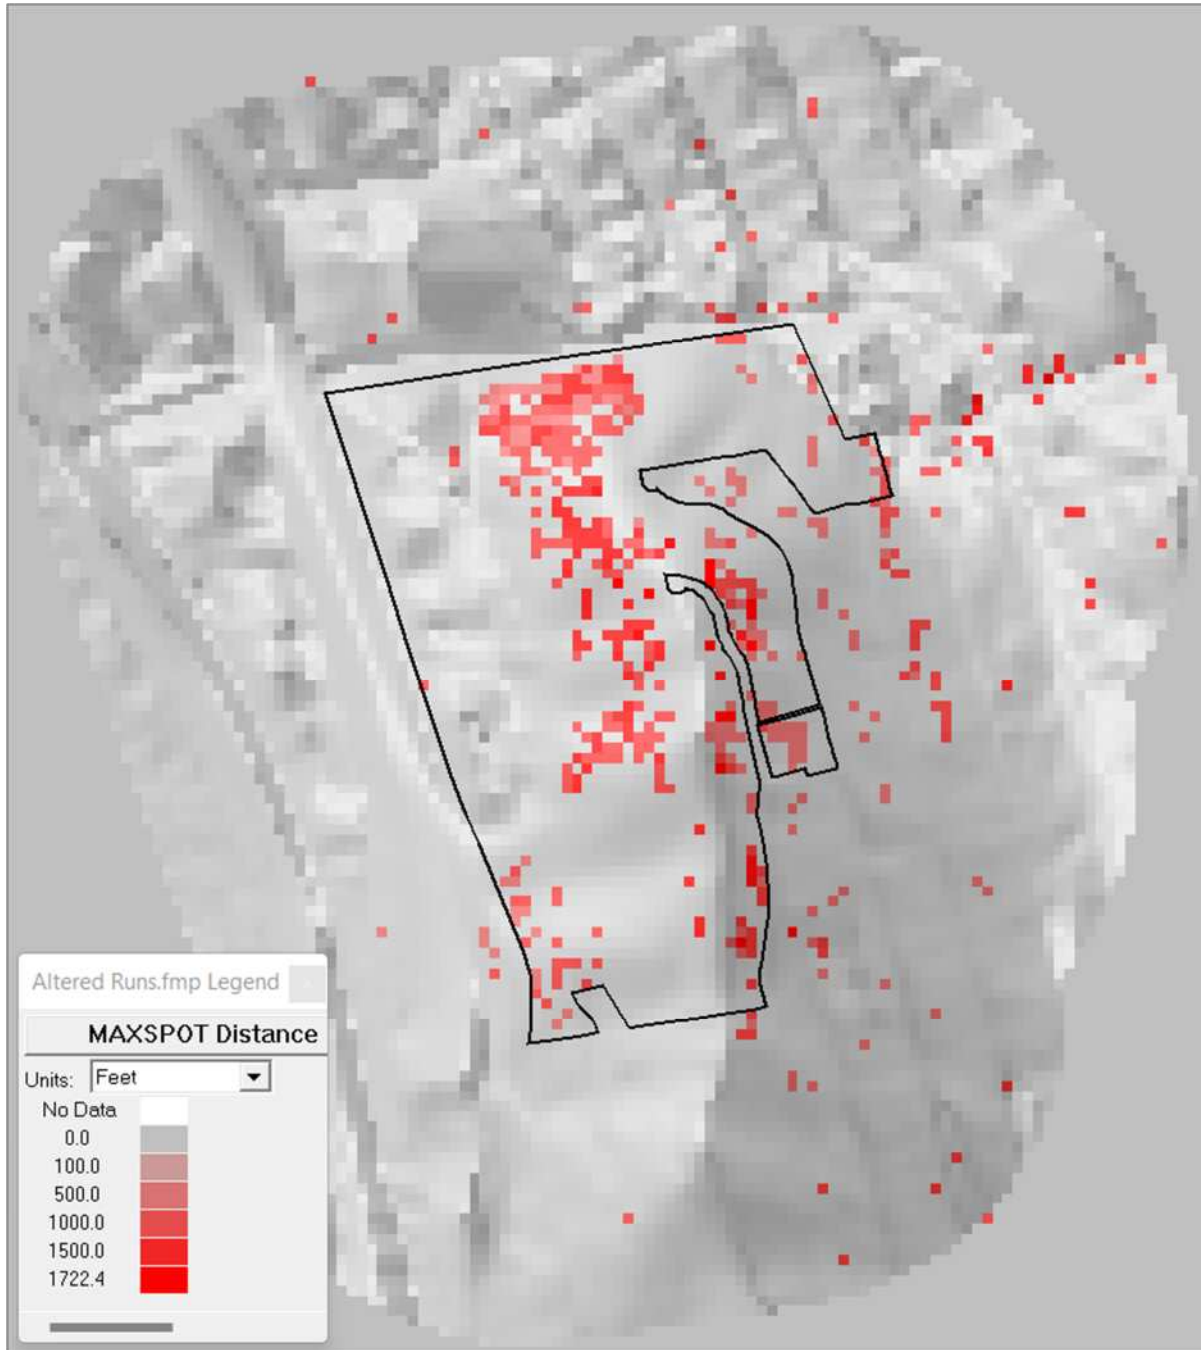 Altered Runs.fmp Legend
MAXSPOT Distance
Units: Feet
No Data
0.0
100.0
500.0
1000.0
1500.0
1722.4